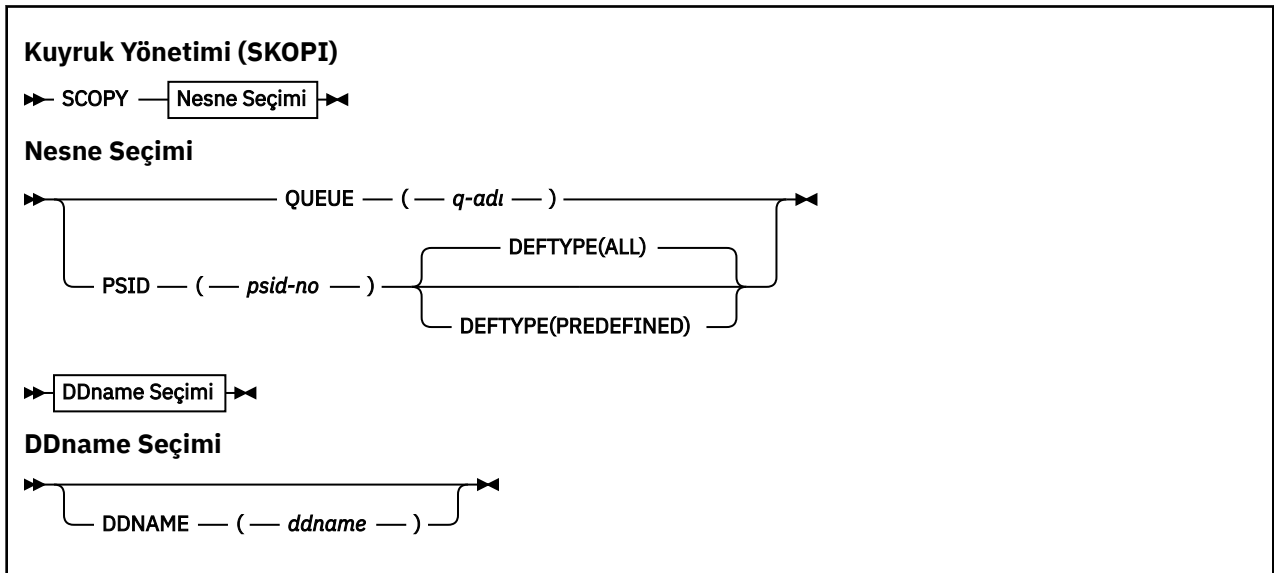 Kuyruk Yönetimi (SKOPI)
SCOPY Nesne Seçimi
Nesne Seçimi
QUEUE ( q-adı )
DEFTYPE(ALL)
PSID ( psid-no )
DEFTYPE(PREDEFINED)
DDname Seçimi
DDname Seçimi
DDNAME ( ddname )